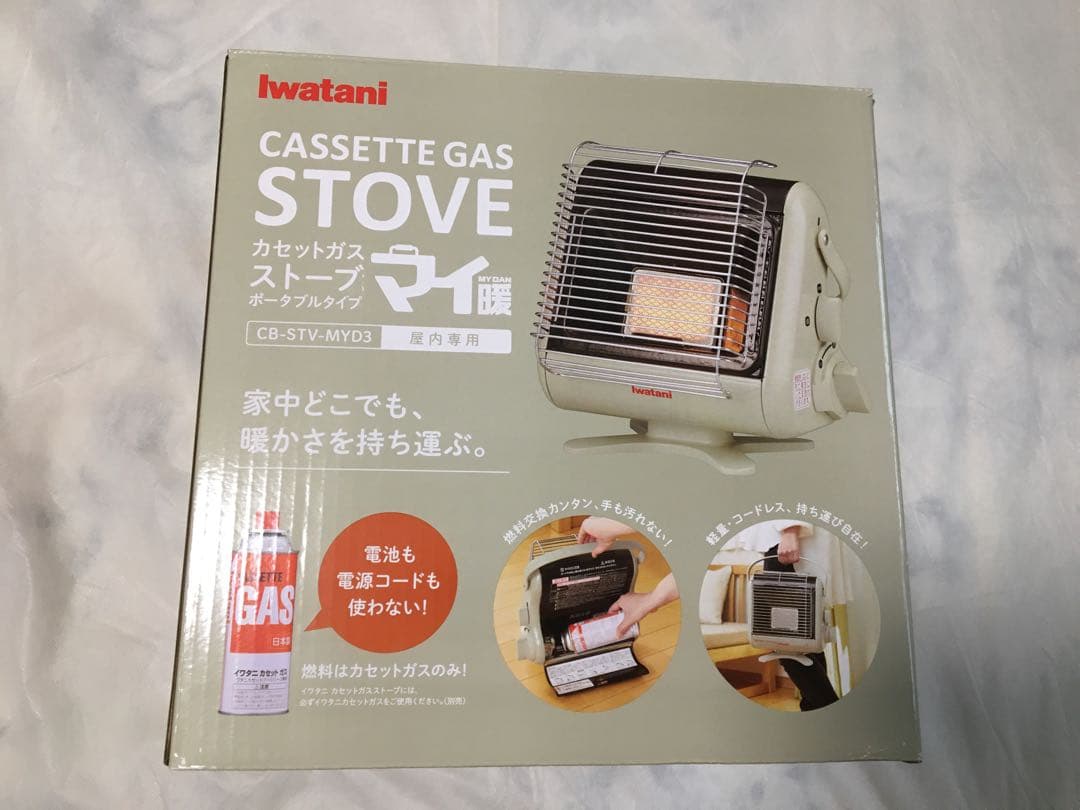 Iwatani
CASSETTE GAS
STOVE
カセットガス
ストーブ
ポータブルタイプ
マイ暖
MY DAN
CB-STV-MYD3
屋内専用
家中どこでも、
暖かさを持ち運ぶ。
Iwatani
電池も
電源コードも
使わない!
GAS
日本製
イワタニ カセットガス
燃料はカセットガスのみ!
イワタニ カセットガスストーブには、
必ずイワタニカセットガスをご使用ください。(別売)
燃料交換カンタン、手も汚れない!
軽量・コードレス、持ち運び自在!